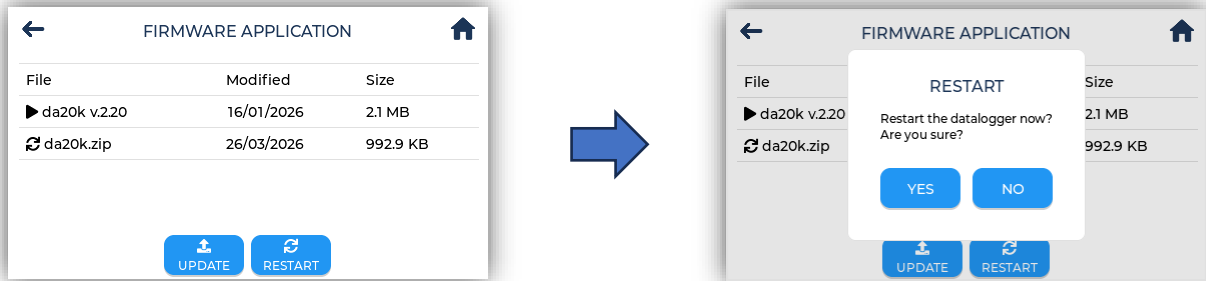 FIRMWARE APPLICATION
File Modified Size
da20k v.2.20 16/01/2026 2.1 MB
da20k.zip 26/03/2026 992.9 KB
UPDATE RESTART
FIRMWARE APPLICATION
File Size
da20k v.2.20 2.1 MB
da20k.zip 992.9 KB
RESTART
Restart the datalogger now?
Are you sure?
YES NO
UPDATE RESTART